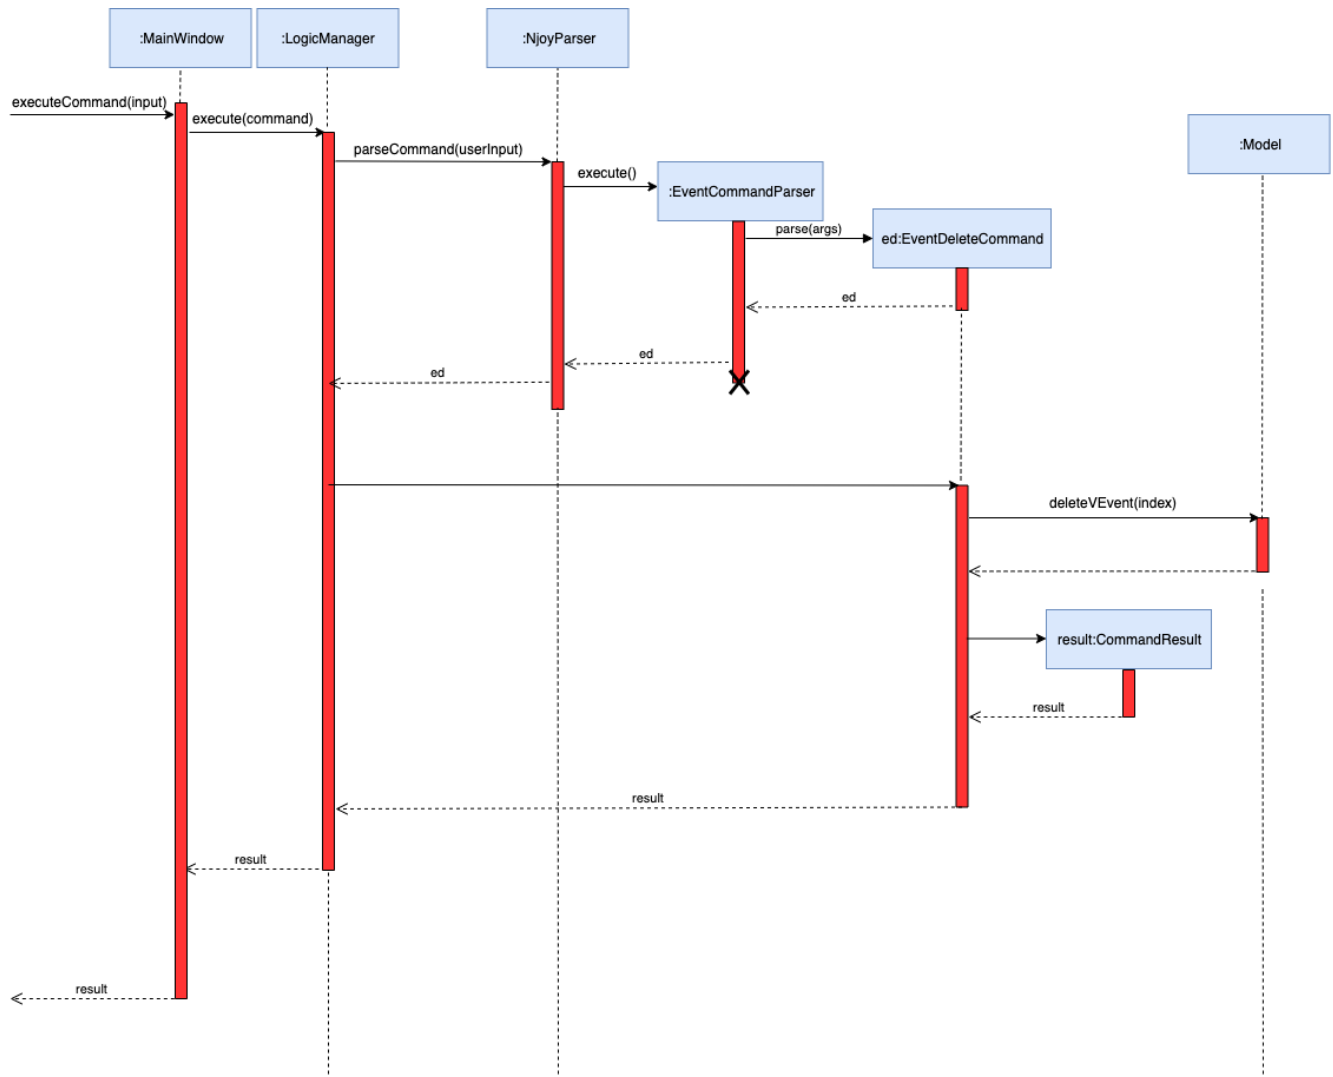 :MainWindow
:LogicManager
:NjoyParser
executeCommand(input)
execute(command)
:Model
parseCommand(userInput)
execute()
:EventCommandParser
parse(args)
ed:EventDeleteCommand
ed
ed
ed
deleteVEvent(index)
result:CommandResult
result
result
result
result